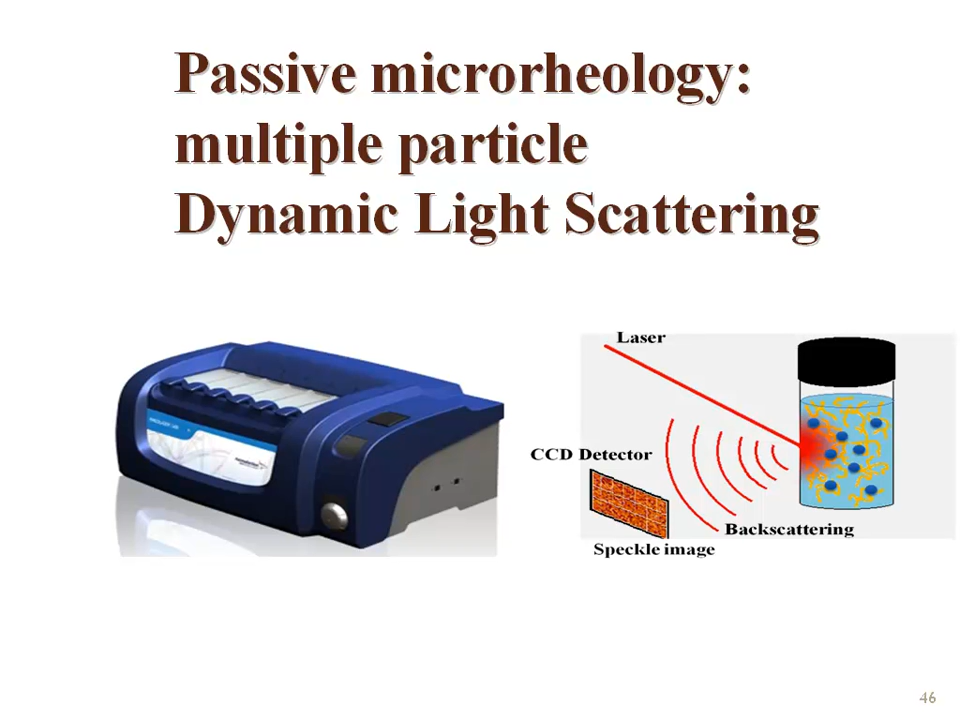 Passive microrheology:
multiple particle
Dynamic Light Scattering
Laser
CCD Detector
Backscattering
Speckle image
46